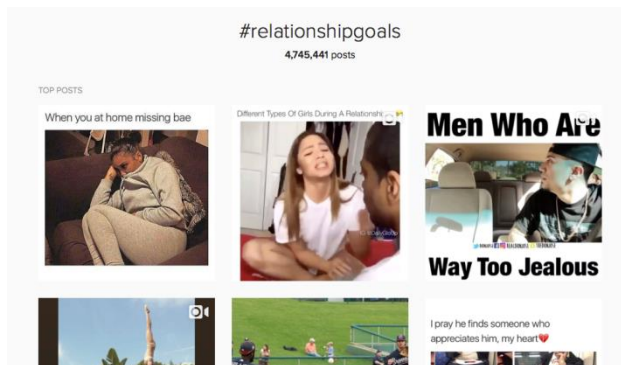 #relationshipgoals
4,745,441 posts
TOP POSTS
When you at home missing bae
Different Types Of Girls During A Relationshi
Men Who Are
Way Too Jealous
I pray he finds someone who
appreciates him, my heart💔